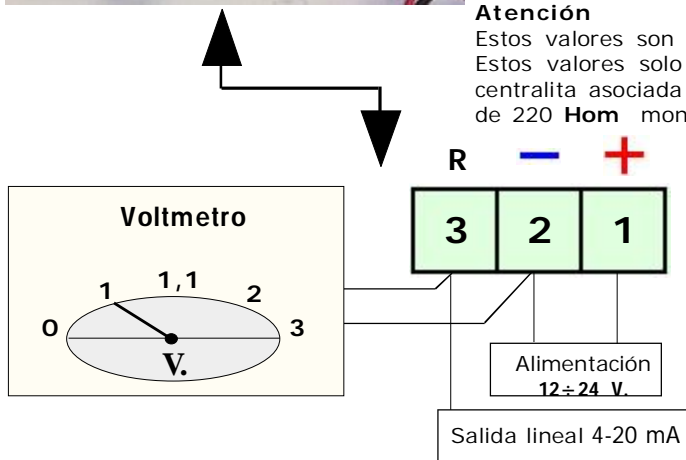 Atención
Estos valores son
Estos valores solo
centralita asociada
de 220 Hom mon
R − +
3 2 1
Voltmetro
0 1 1,1 2 3
V.
Alimentación
12÷24 V.
Salida lineal 4-20 mA